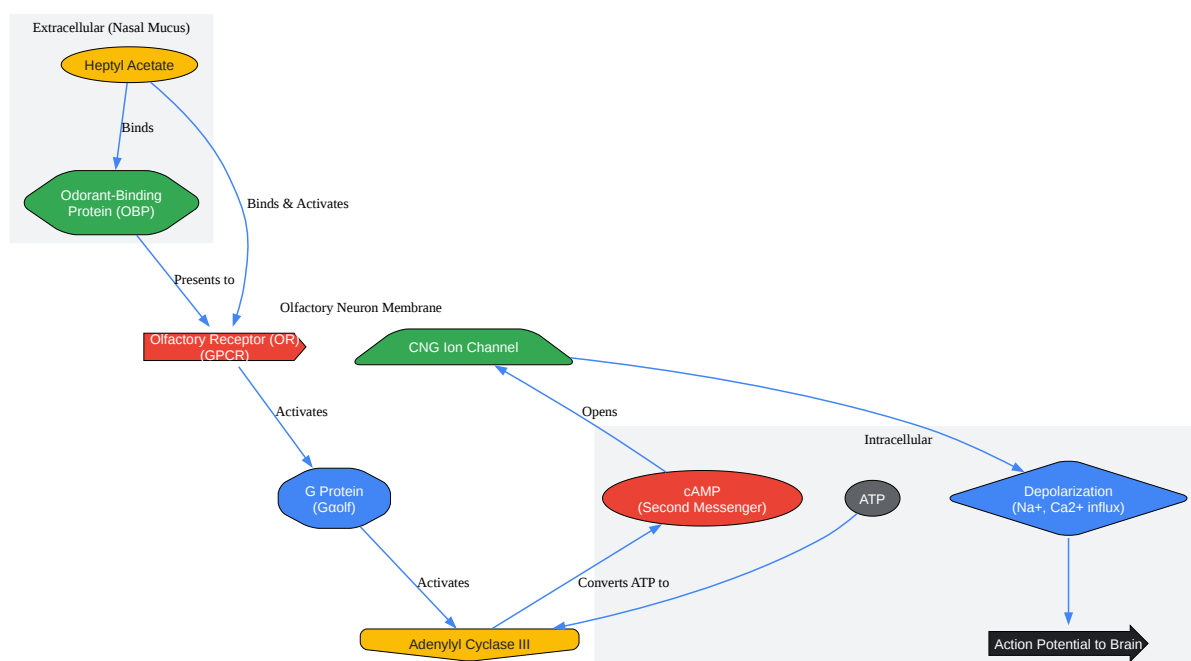 Extracellular (Nasal Mucus)
Heptyl Acetate
Binds
Odorant-Binding
Protein (OBP)
Binds & Activates
Presents to
Olfactory Neuron Membrane
Olfactory Receptor (OR)
(GPCR)
CNG Ion Channel
Activates
Opens
Intracellular
G Protein
(Gαolf)
cAMP
(Second Messenger)
ATP
Depolarization
(Na+, Ca2+ influx)
Activates
Converts ATP to
Adenylyl Cyclase III
Action Potential to Brain